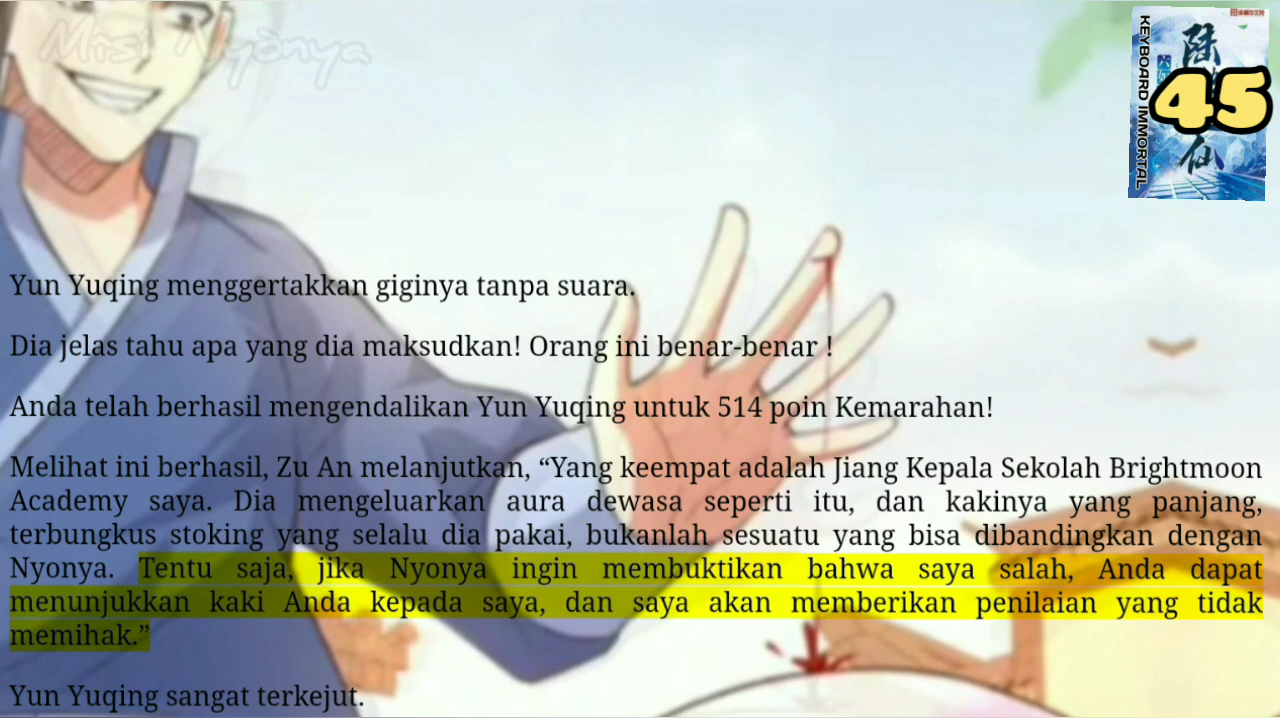 Misi Nyonya
KEYBOARD IMMORTAL
陆
仙
45
Yun Yuqing menggertakkan giginya tanpa suara.
Dia jelas tahu apa yang dia maksudkan! Orang ini benar-benar !
Anda telah berhasil mengendalikan Yun Yuqing untuk 514 poin Kemarahan!
Melihat ini berhasil, Zu An melanjutkan, “Yang keempat adalah Jiang Kepala Sekolah Brightmoon
Academy saya. Dia mengeluarkan aura dewasa seperti itu, dan kakinya yang panjang,
terbungkus stoking yang selalu dia pakai, bukanlah sesuatu yang bisa dibandingkan dengan
Nyonya. Tentu saja, jika Nyonya ingin membuktikan bahwa saya salah, Anda dapat
menunjukkan kaki Anda kepada saya, dan saya akan memberikan penilaian yang tidak
memihak.”
Yun Yuqing sangat terkejut.